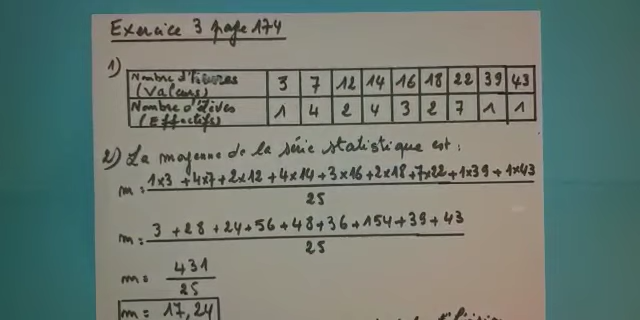 Exercice 3 page 174
1)
Nombre d'heures (Valeurs) 3 7 12 14 16 18 22 39 43
Nombre d'élèves (Effectifs) 1 4 2 4 3 2 7 1 1
2) La moyenne de la série statistique est :
m = 1×3 + 4×7 + 2×12 + 4×14 + 3×16 + 2×18 + 7×22 + 1×39 + 1×43
25
m = 3 + 28 + 24 + 56 + 48 + 36 + 154 + 39 + 43
25
m = 431
25
m = 17,24